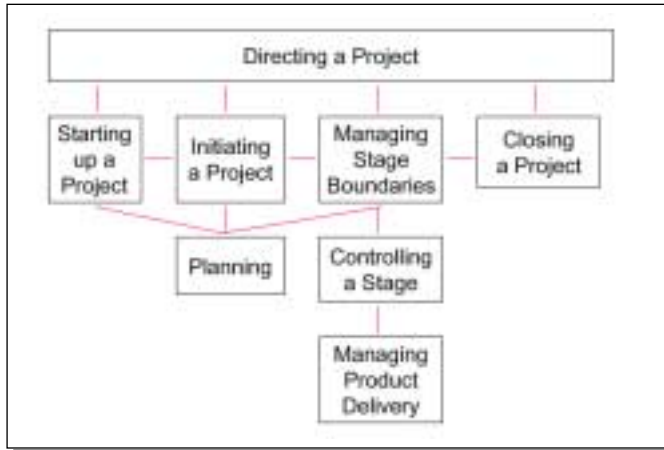 Directing a Project
Starting
up a
Project
Initiating
a Project
Managing
Stage
Boundaries
Closing
a Project
Planning
Controlling
a Stage
Managing
Product
Delivery